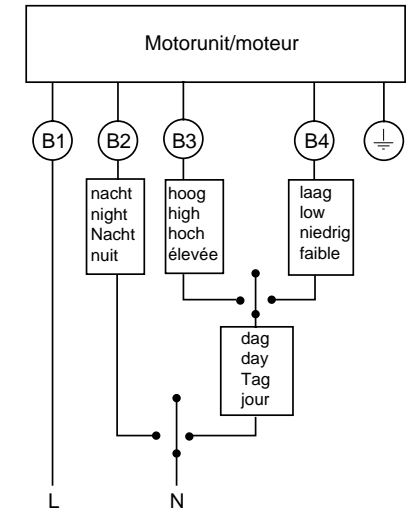 Motorunit/moteur
B1
B2
B3
B4
nacht
night
Nacht
nuit
hoog
high
hoch
élevée
laag
low
niedrig
faible
dag
day
Tag
jour
L
N